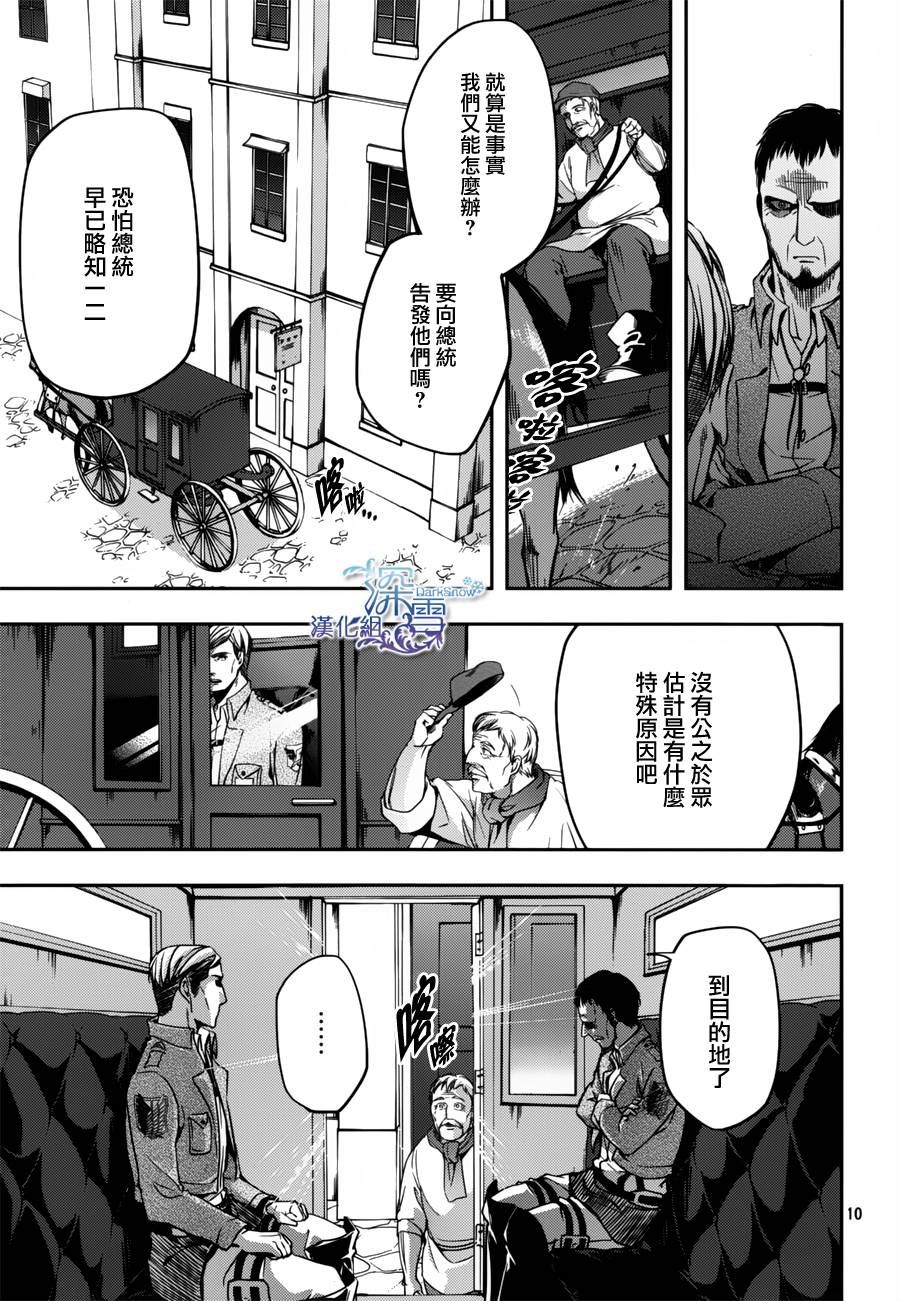 就算是事實
我們又能怎麼辦？
要向總統
告發他們嗎？
喀
啦
喀
恐怕總統
早已略知一二
喀
啦…
深雪
Darksnow
漢化組
沒有公之於眾
估計是有什麼
特殊原因吧
到目的地了
喀
嚓
……
10